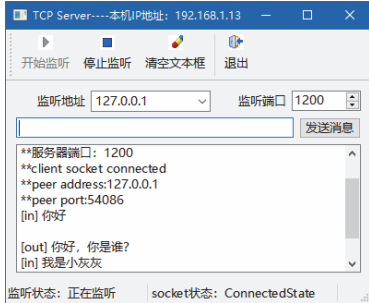 TCP Server----本机IP地址：192.168.1.13
开始监听 停止监听 清空文本框 退出
监听地址 127.0.0.1 监听端口 1200
发送消息
**服务器端口：1200
**client socket connected
**peer address:127.0.0.1
**peer port:54086
[in] 你好
[out] 你好，你是谁?
[in] 我是小灰灰
监听状态：正在监听 socket状态：ConnectedState